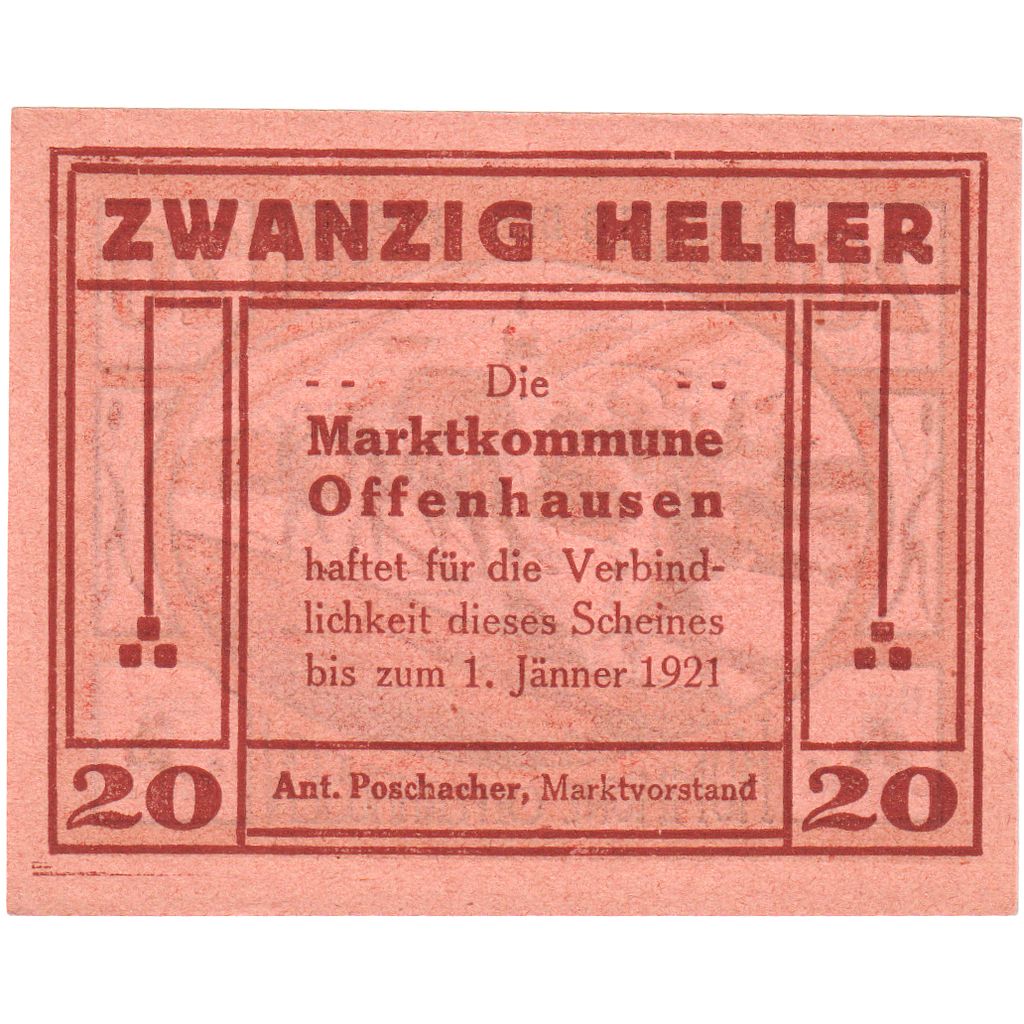 ZWANZIG HELLER
- - Die - -
Marktkommune
Offenhausen
haftet für die Verbind-
lichkeit dieses Scheines
bis zum 1. Jänner 1921
20 Ant. Poschacher, Marktvorstand 20